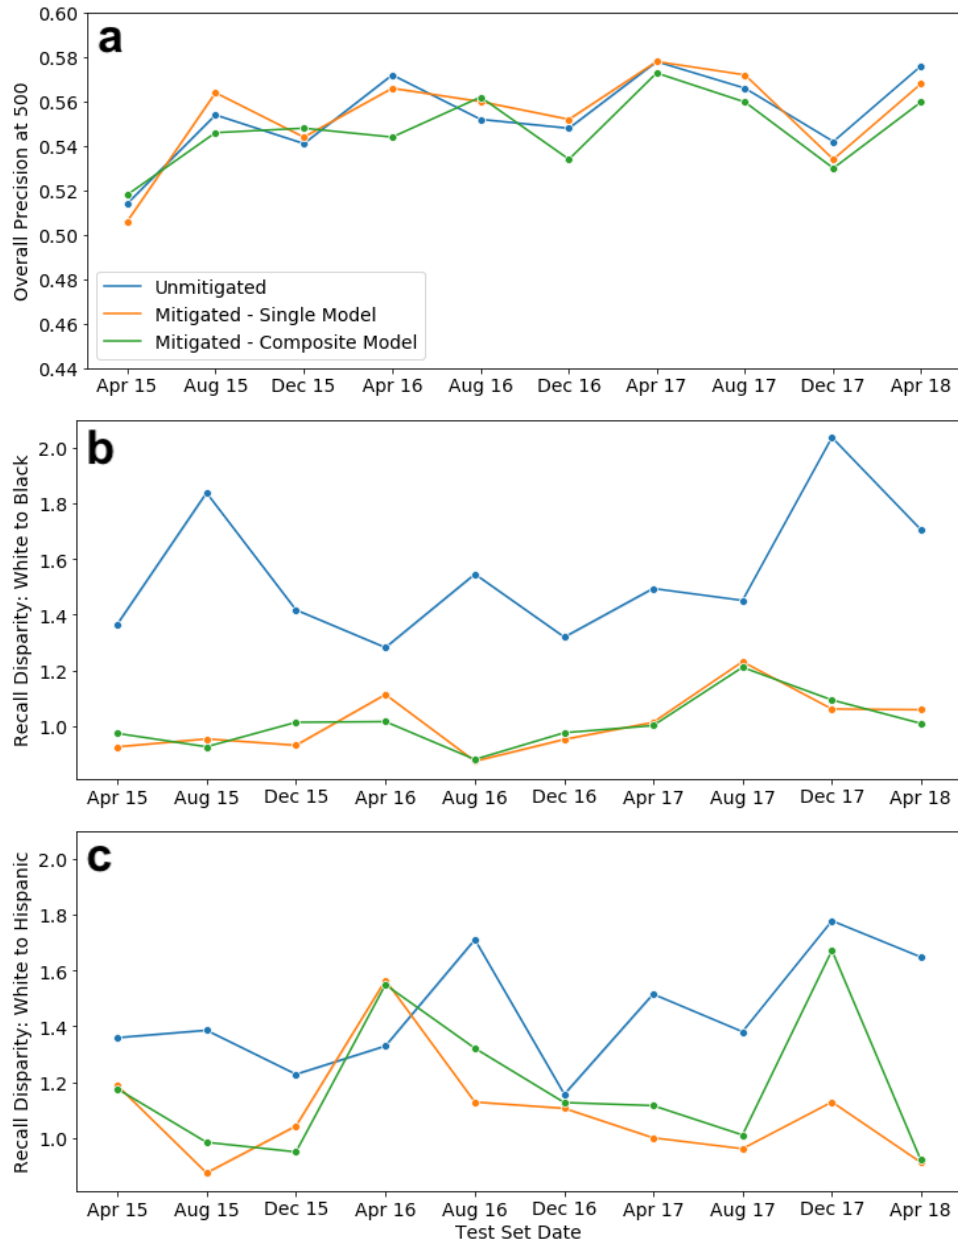 a
Overall Precision at 500
0.60
0.58
0.56
0.54
0.52
0.50
0.48
0.46
0.44
Unmitigated
Mitigated - Single Model
Mitigated - Composite Model
Apr 15 Aug 15 Dec 15 Apr 16 Aug 16 Dec 16 Apr 17 Aug 17 Dec 17 Apr 18
b
Recall Disparity: White to Black
2.0
1.8
1.6
1.4
1.2
1.0
Apr 15 Aug 15 Dec 15 Apr 16 Aug 16 Dec 16 Apr 17 Aug 17 Dec 17 Apr 18
c
Recall Disparity: White to Hispanic
2.0
1.8
1.6
1.4
1.2
1.0
Apr 15 Aug 15 Dec 15 Apr 16 Aug 16 Dec 16 Apr 17 Aug 17 Dec 17 Apr 18
Test Set Date